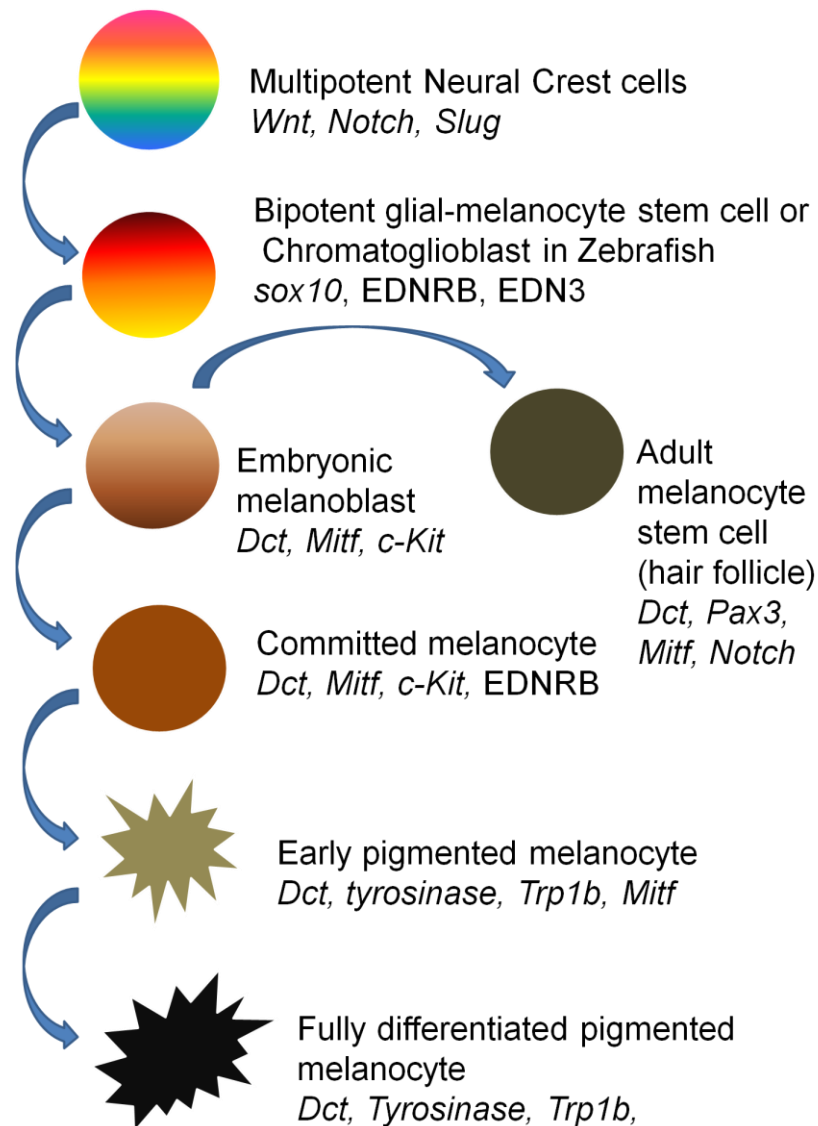 Multipotent Neural Crest cells
Wnt, Notch, Slug
Bipotent glial-melanocyte stem cell or
Chromatoglioblast in Zebrafish
sox10, EDNRB, EDN3
Embryonic
melanoblast
Dct, Mitf, c-Kit
Adult
melanocyte
stem cell
(hair follicle)
Dct, Pax3,
Mitf, Notch
Committed melanocyte
Dct, Mitf, c-Kit, EDNRB
Early pigmented melanocyte
Dct, tyrosinase, Trp1b, Mitf
Fully differentiated pigmented
melanocyte
Dct, Tyrosinase, Trp1b,